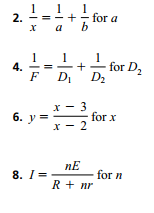 2. 1/x = 1/a + 1/b for a
4. 1/F = 1/D₁ + 1/D₂ for D₂
6. y = (x − 3)/(x − 2) for x
8. I = nE/(R + nr) for n